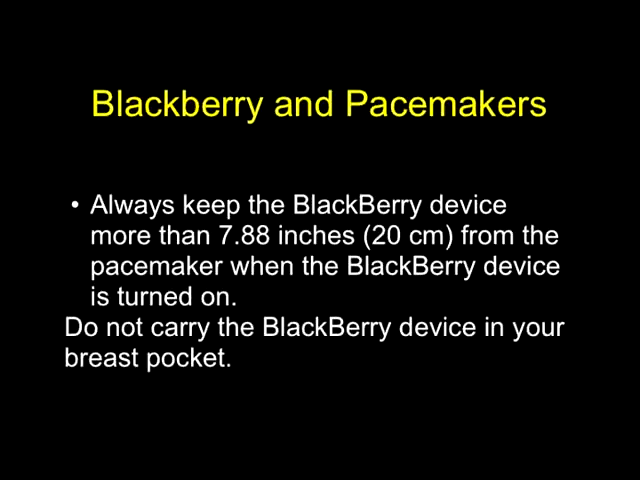 Blackberry and Pacemakers
• Always keep the BlackBerry device
more than 7.88 inches (20 cm) from the
pacemaker when the BlackBerry device
is turned on.
Do not carry the BlackBerry device in your
breast pocket.